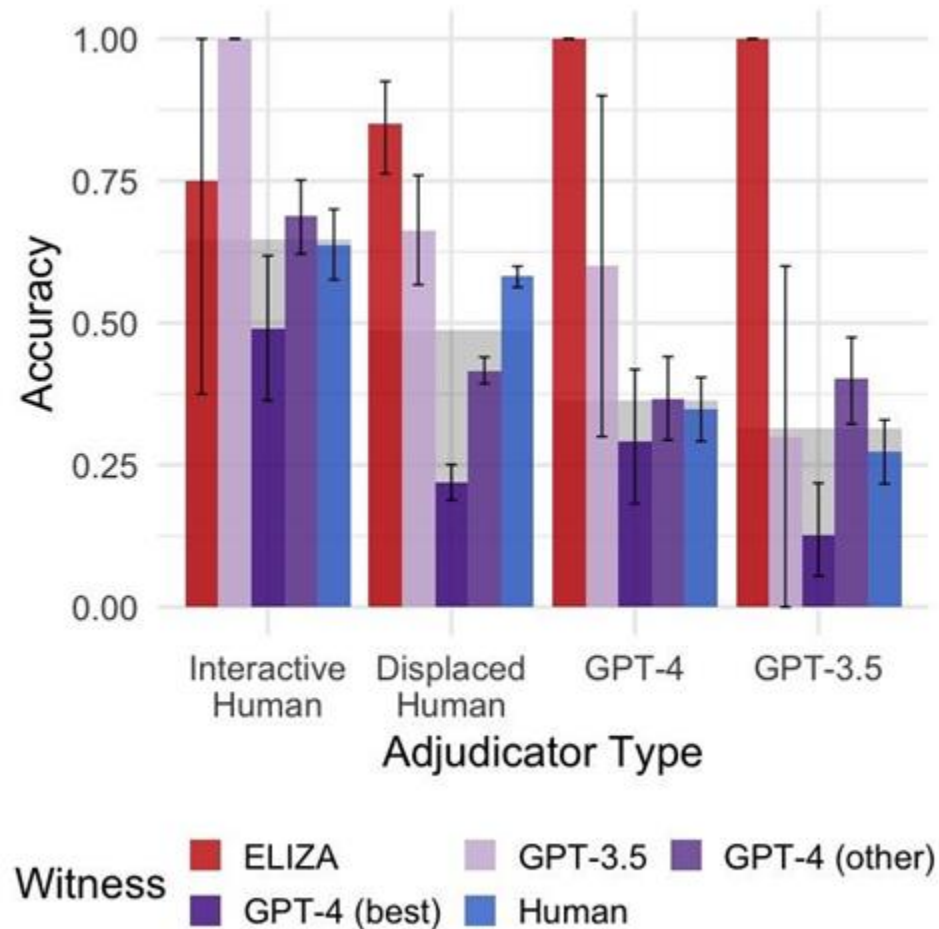 1.00
0.75
0.50
0.25
0.00
Accuracy
Interactive Human
Displaced Human
GPT-4
GPT-3.5
Adjudicator Type
Witness
ELIZA
GPT-3.5
GPT-4 (other)
GPT-4 (best)
Human